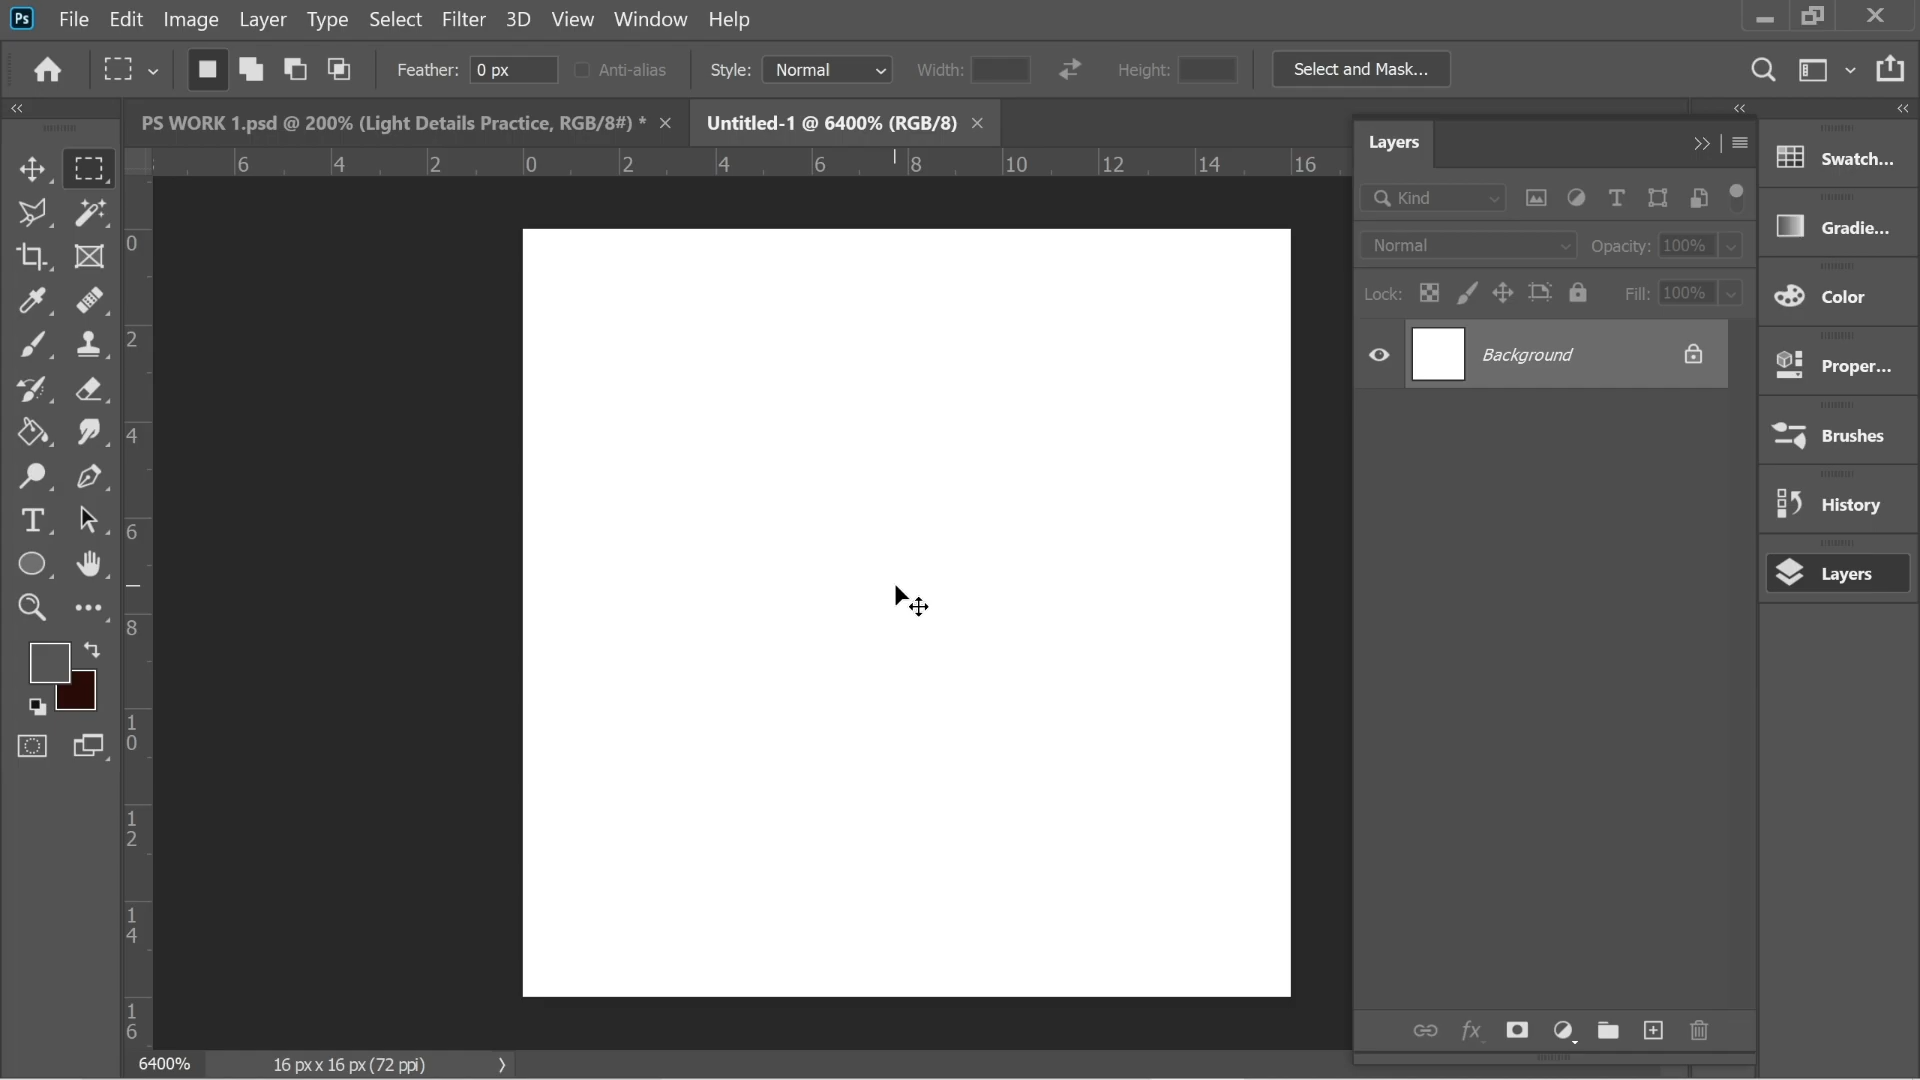 Ps File Edit Image Layer Type Select Filter 3D View Window Help
Feather: 0 px Anti-alias Style: Normal Width: Height: Select and Mask...
PS WORK 1.psd @ 200% (Light Details Practice, RGB/8#) * Untitled-1 @ 6400% (RGB/8)
6 4 2 0 2 4 6 8 10 12 14 16
Layers
Kind
Normal Opacity: 100%
Lock: Fill: 100%
Background
Swatch...
Gradie...
Color
Proper...
Brushes
History
Layers
0
2
4
6
8
10
12
14
16
fx
6400% 16 px x 16 px (72 ppi)